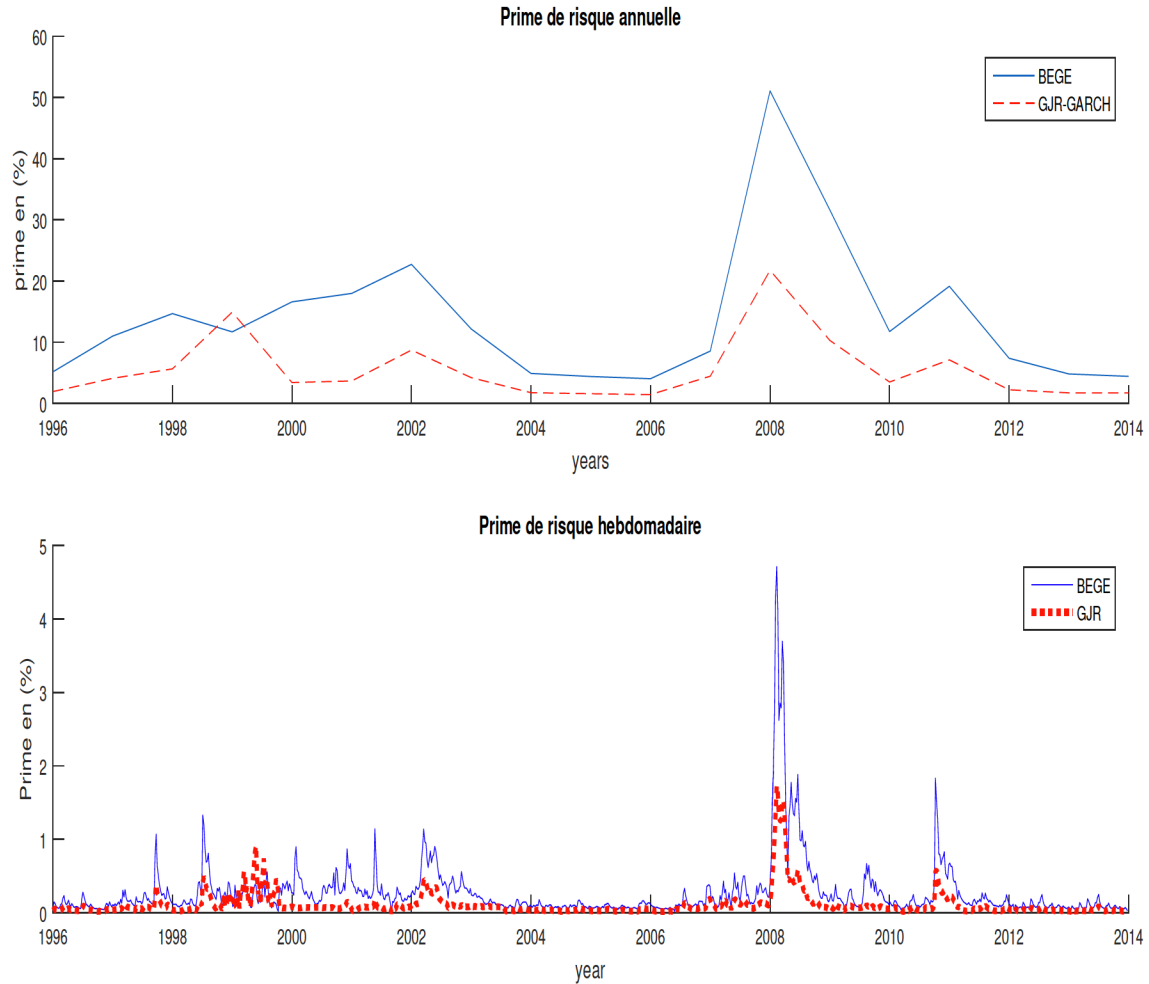 Prime de risque annuelle
60
50
40
30
20
10
0
prime en (%)
BEGE
GJR-GARCH
1996 1998 2000 2002 2004 2006 2008 2010 2012 2014
years
Prime de risque hebdomadaire
5
4
3
2
1
0
Prime en (%)
BEGE
GJR
1996 1998 2000 2002 2004 2006 2008 2010 2012 2014
year